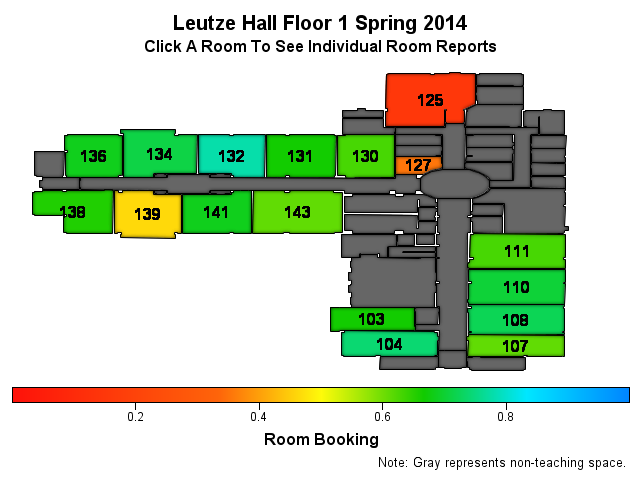 Leutze Hall Floor 1 Spring 2014
Click A Room To See Individual Room Reports
125
136 134 132 131 130
127
138 139 141 143
111
110
103 108
104 107
0.2 0.4 0.6 0.8
Room Booking
Note: Gray represents non-teaching space.